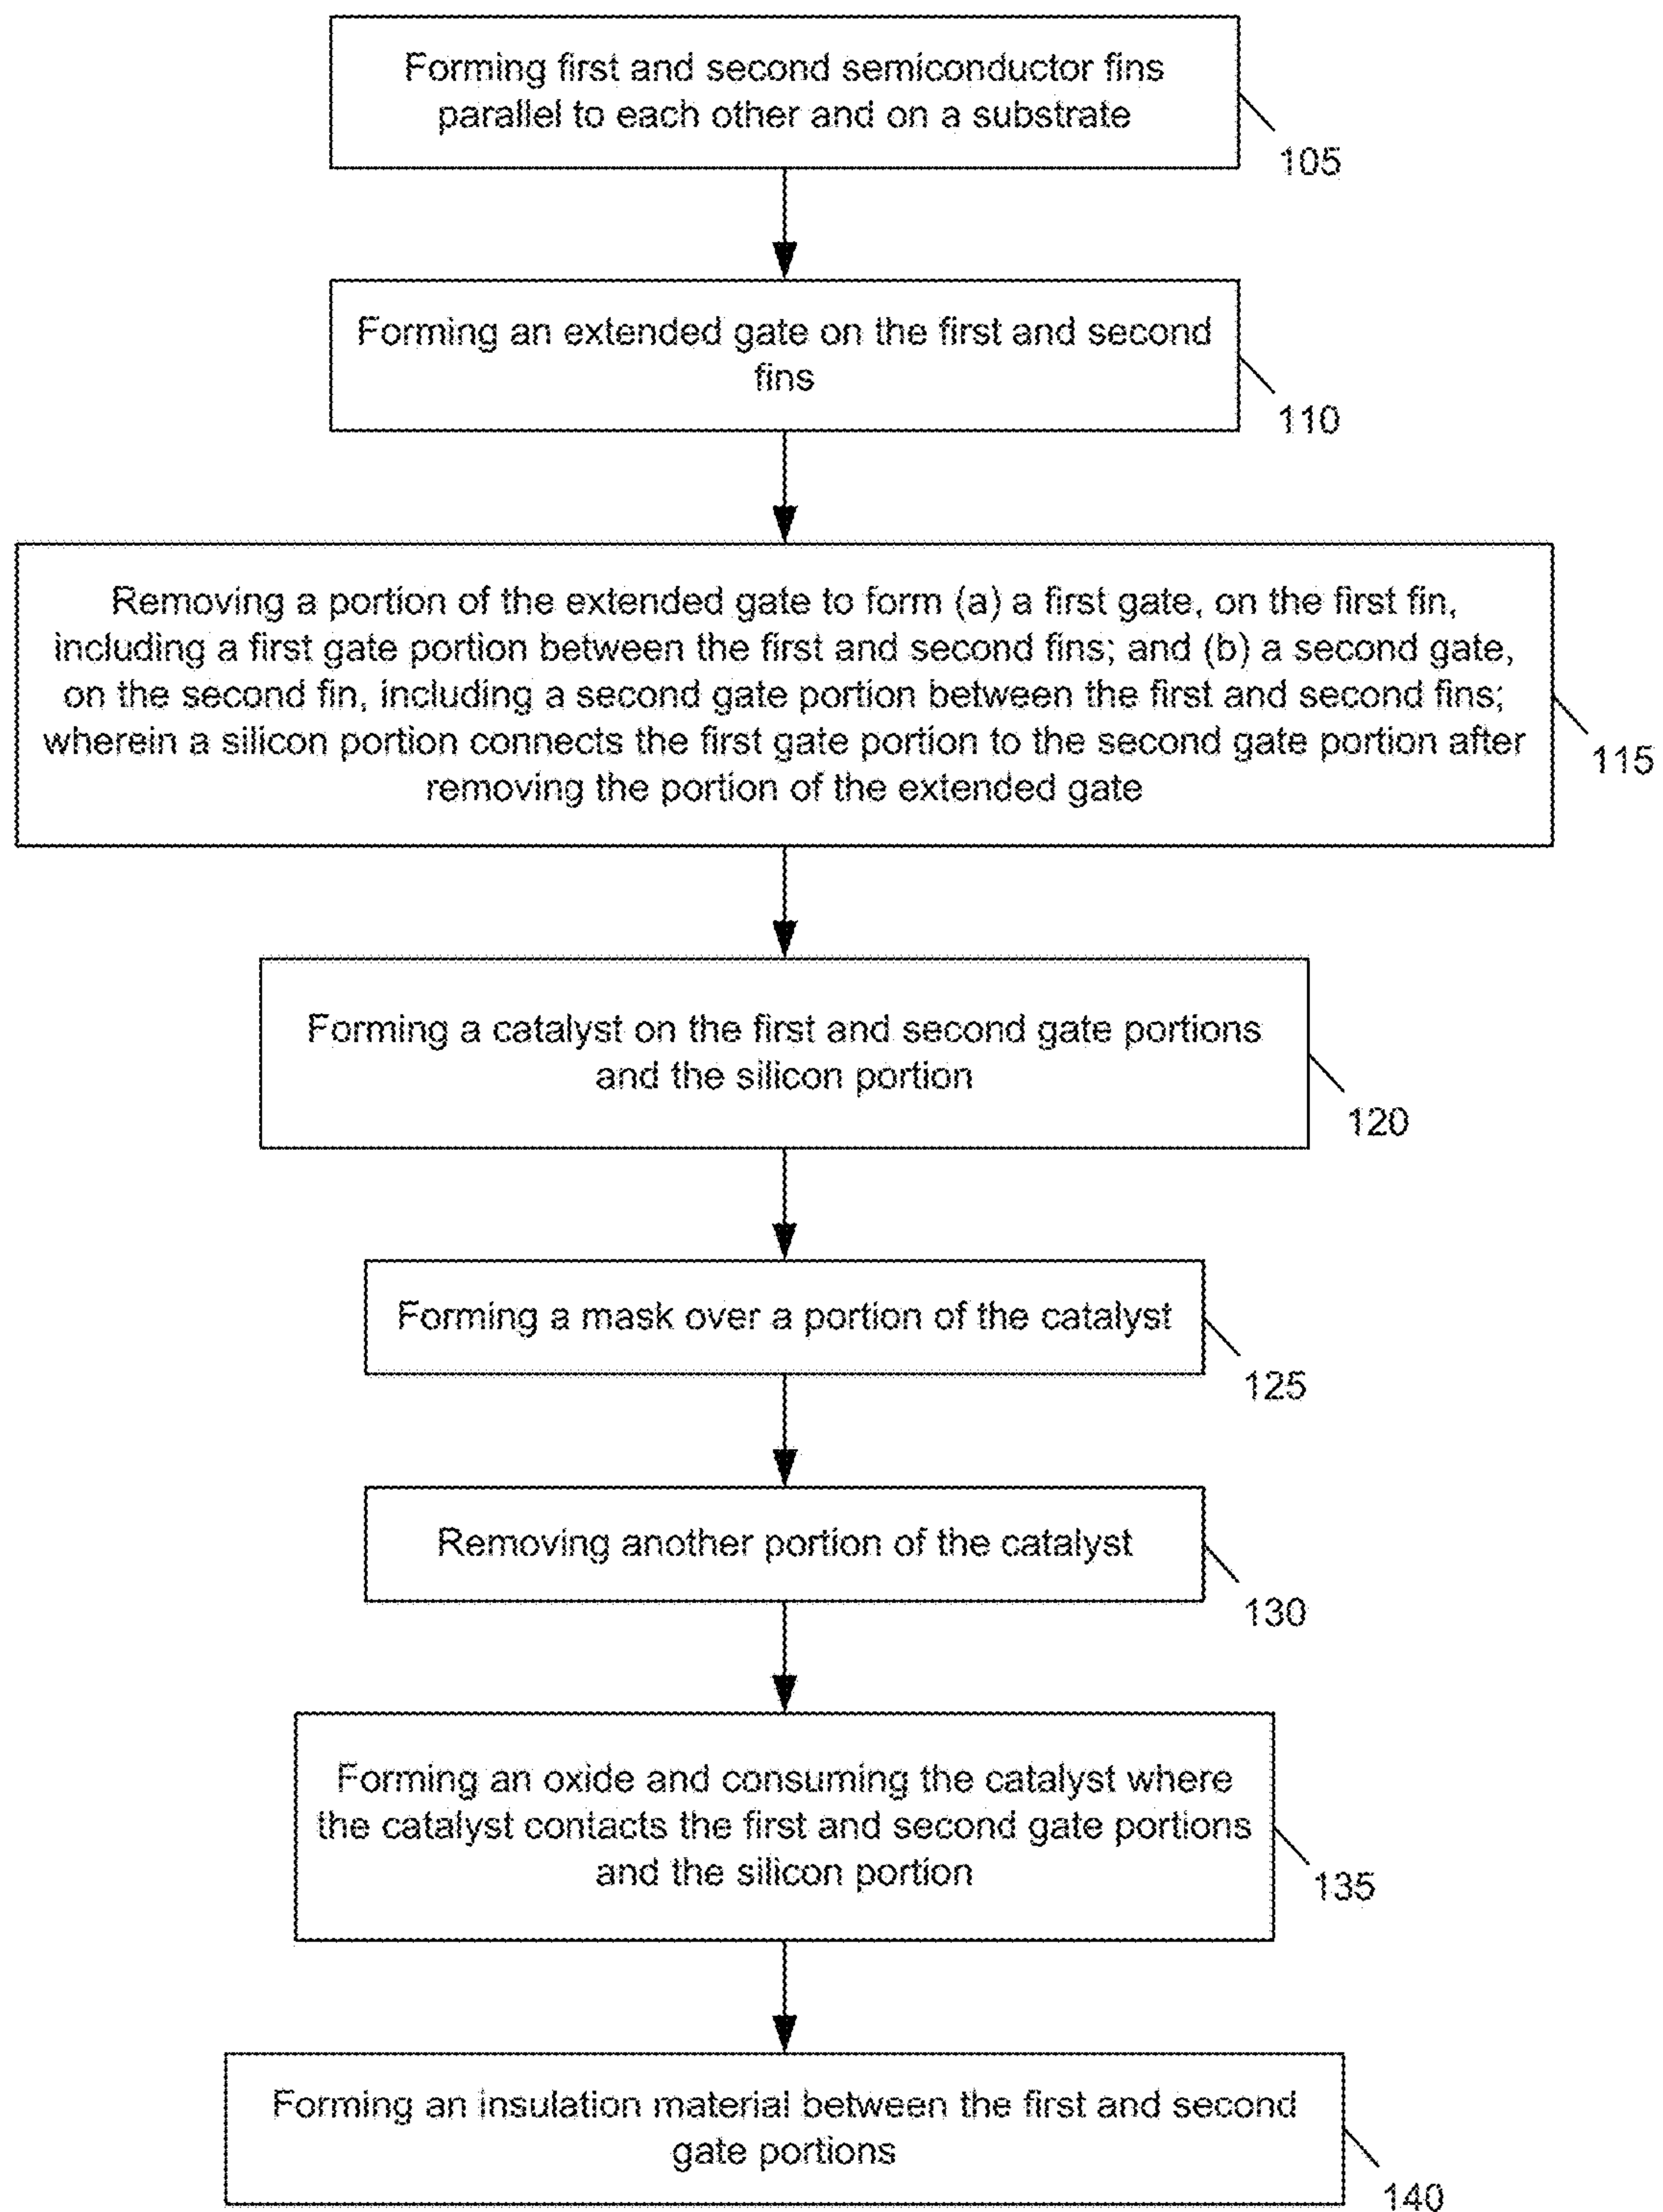 Forming first and second semiconductor fins
parallel to each other and on a substrate
105
Forming an extended gate on the first and second
fins
110
Removing a portion of the extended gate to form (a) a first gate, on the first fin,
including a first gate portion between the first and second fins; and (b) a second gate,
on the second fin, including a second gate portion between the first and second fins;
wherein a silicon portion connects the first gate portion to the second gate portion after
removing the portion of the extended gate
115
Forming a catalyst on the first and second gate portions
and the silicon portion
120
Forming a mask over a portion of the catalyst
125
Removing another portion of the catalyst
130
Forming an oxide and consuming the catalyst where
the catalyst contacts the first and second gate portions
and the silicon portion
135
Forming an insulation material between the first and second
gate portions
140